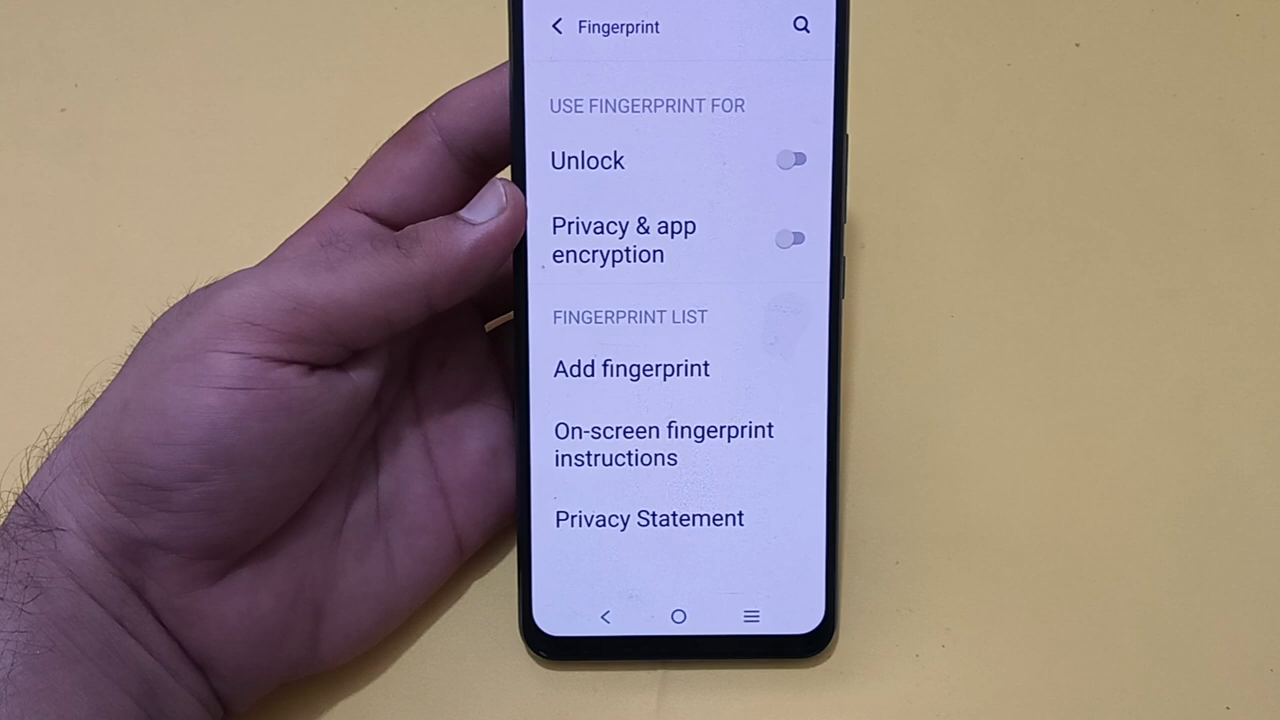 Fingerprint
USE FINGERPRINT FOR
Unlock
Privacy & app
encryption
FINGERPRINT LIST
Add fingerprint
On-screen fingerprint
instructions
Privacy Statement